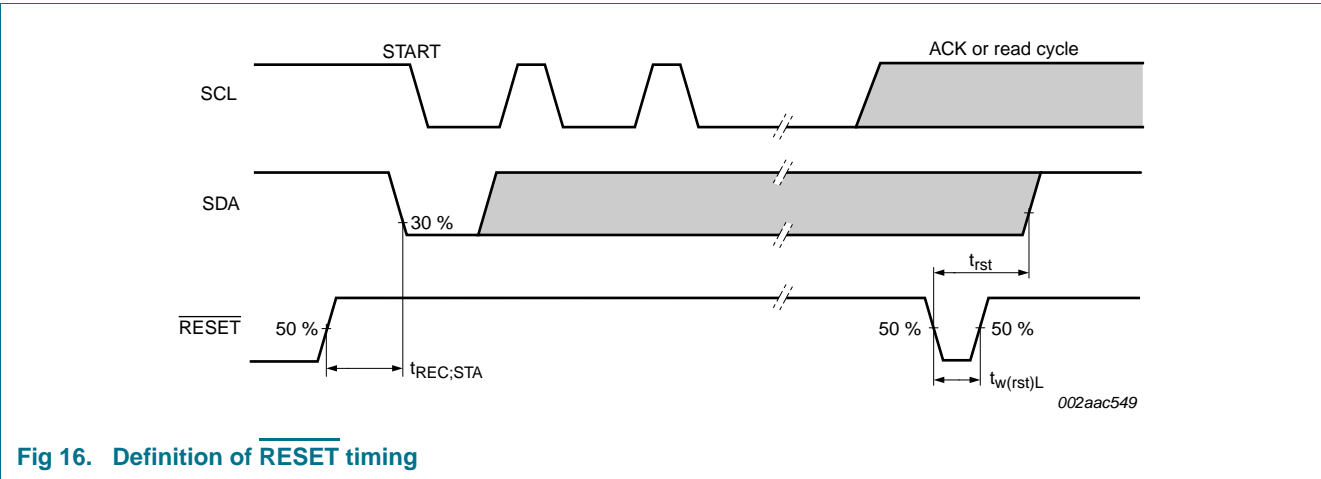 START
ACK or read cycle
SCL
SDA
30 %
t_rst
RESET
50 %
50 %
50 %
t_REC;STA
t_w(rst)L
002aac549
Fig 16. Definition of RESET timing